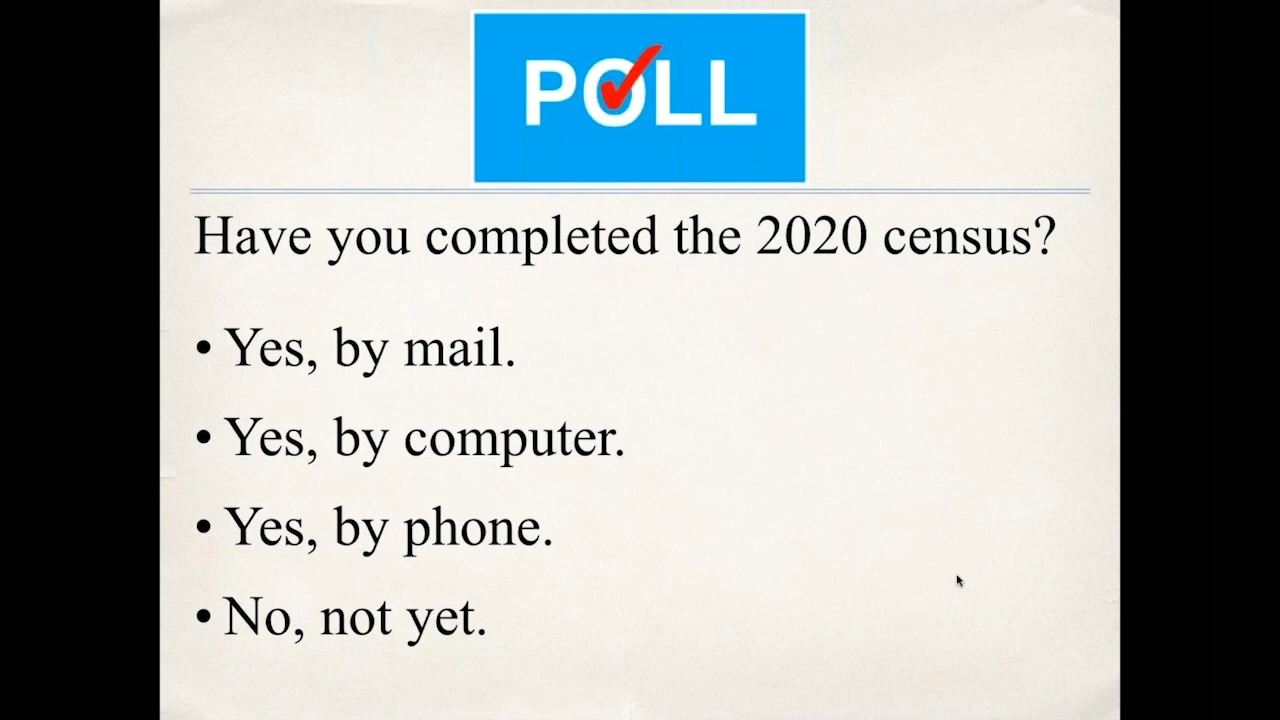 POLL
Have you completed the 2020 census?
• Yes, by mail.
• Yes, by computer.
• Yes, by phone.
• No, not yet.